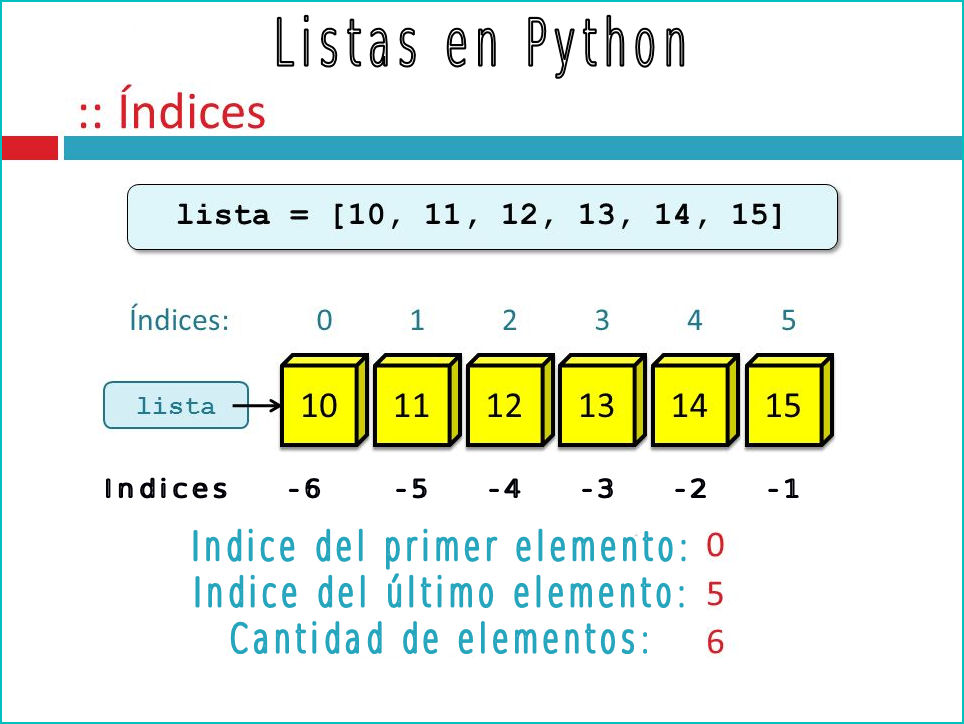 Listas en Python
:: Índices
lista = [10, 11, 12, 13, 14, 15]
Índices: 0 1 2 3 4 5
lista 10 11 12 13 14 15
Indices -6 -5 -4 -3 -2 -1
Indice del primer elemento: 0
Indice del último elemento: 5
Cantidad de elementos: 6